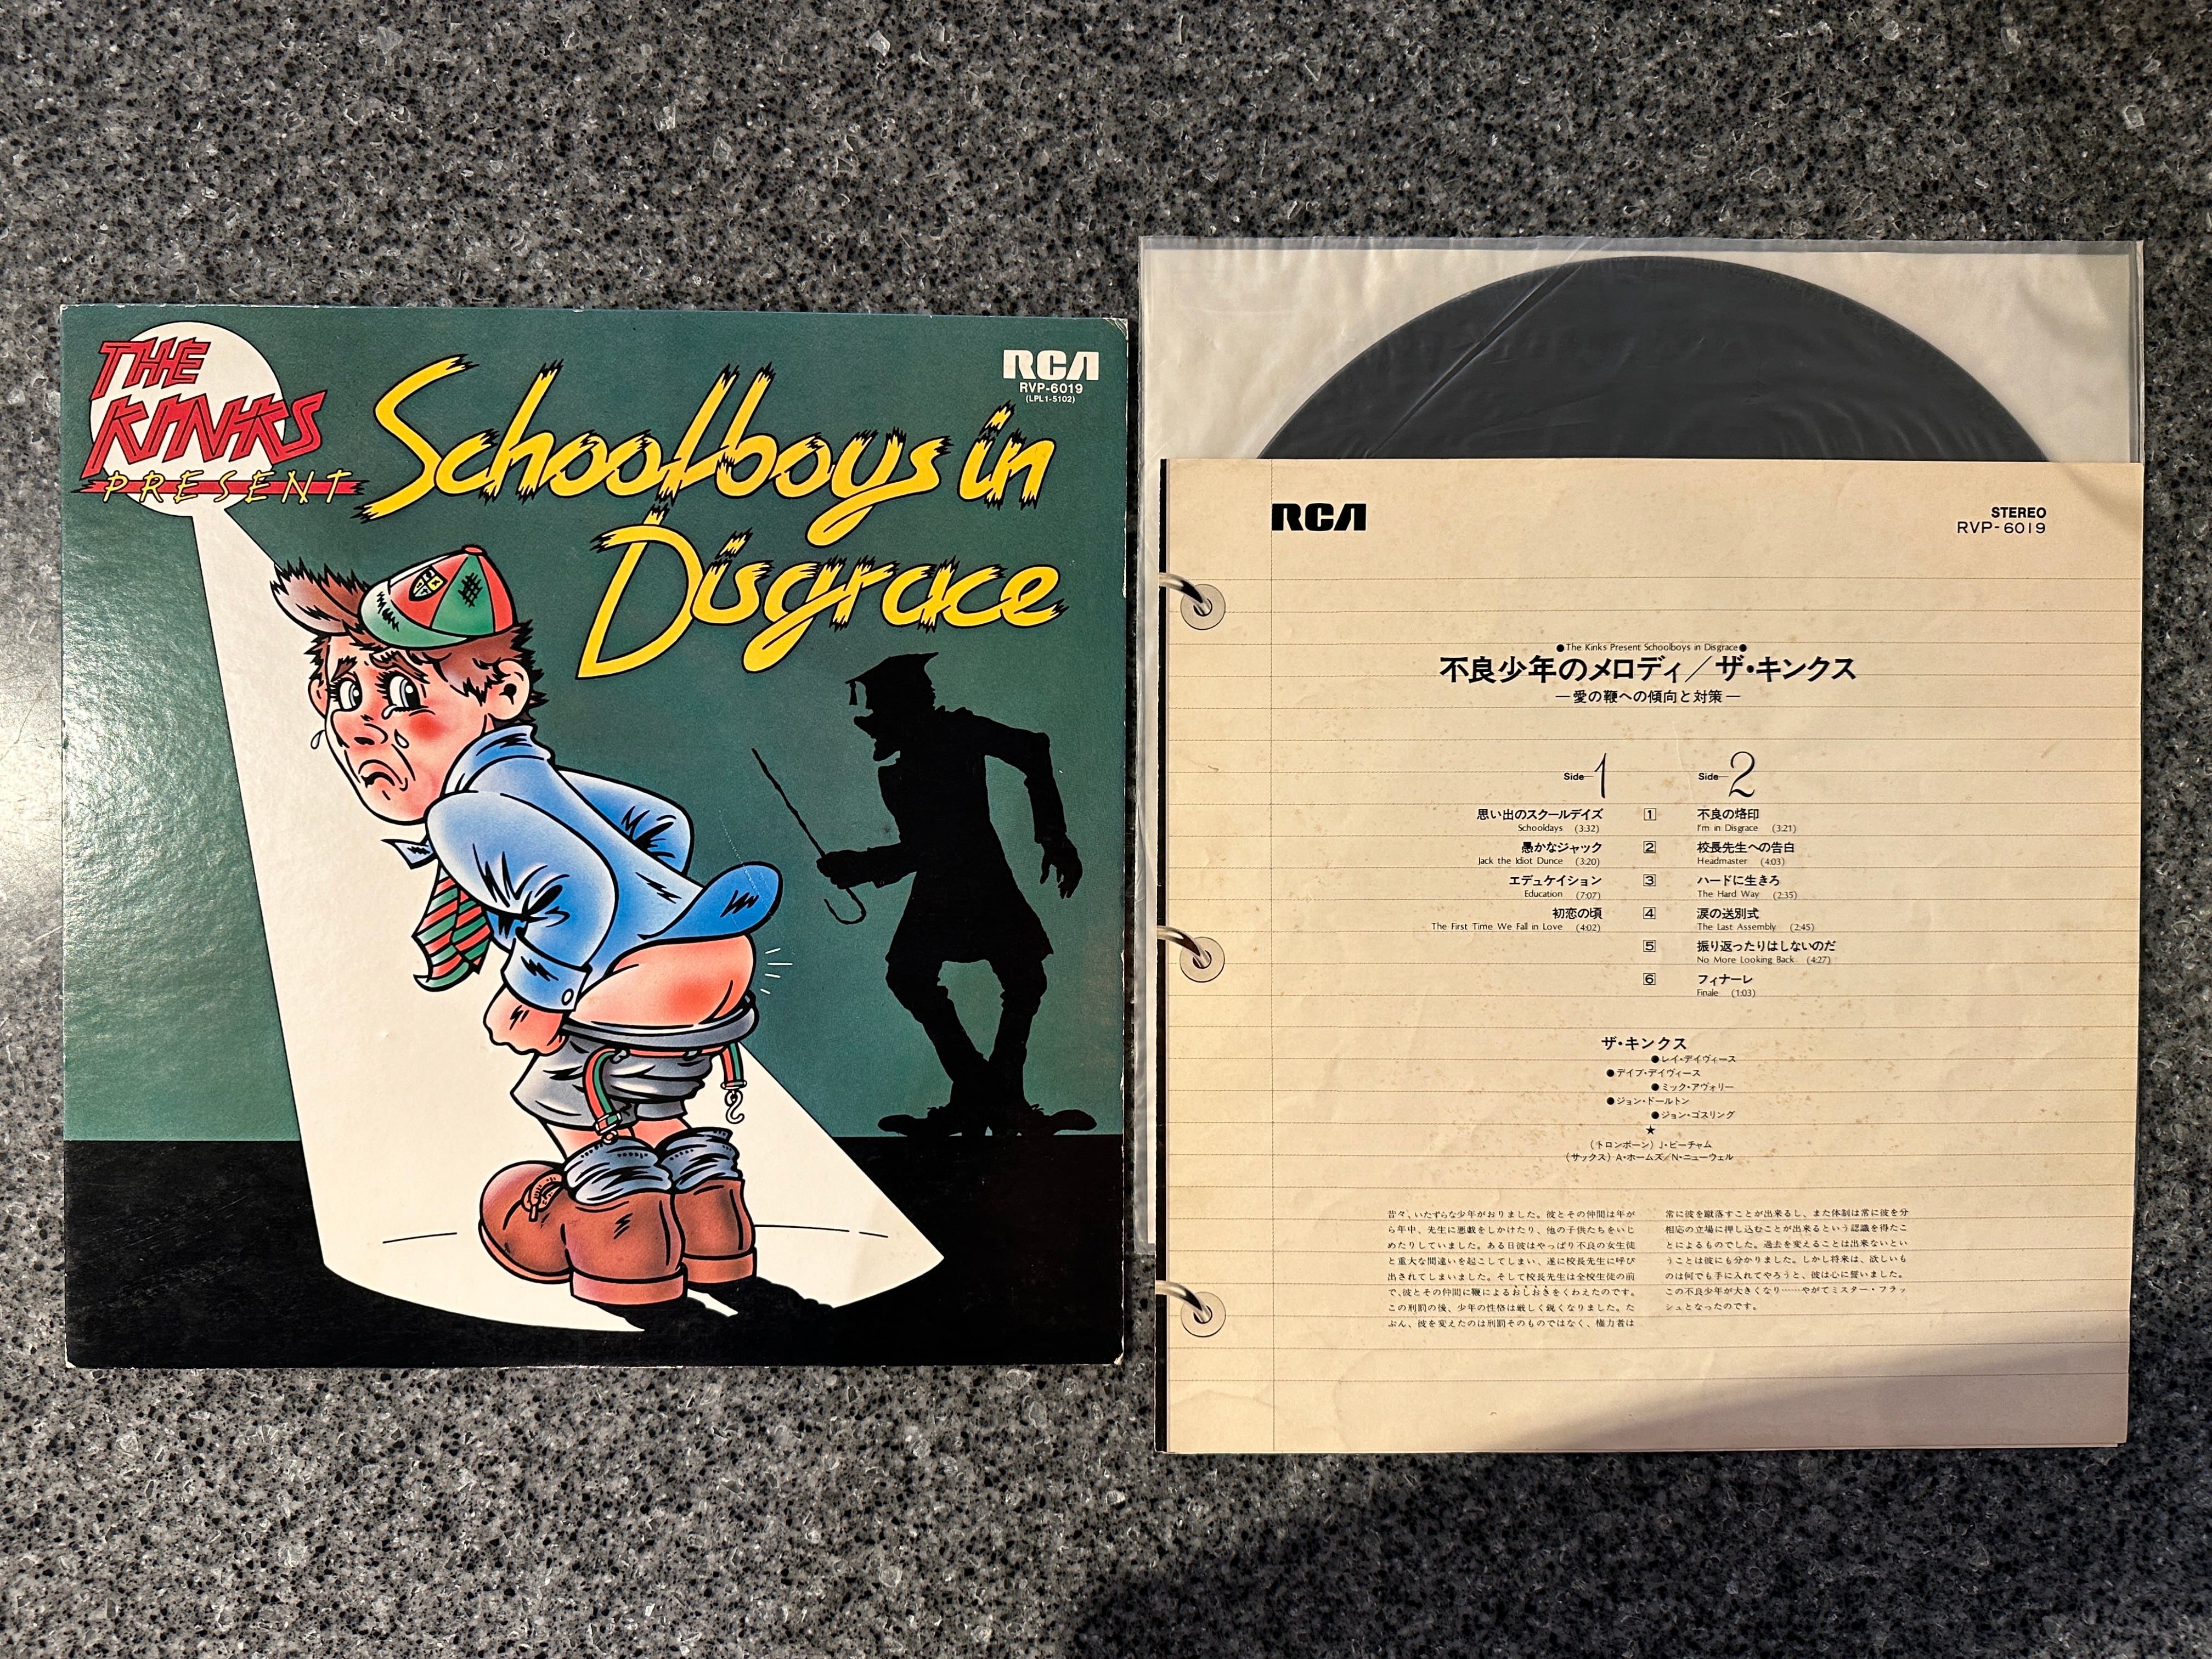 THE
KINKS
PRESENT
Schoolboys in
Disgrace
RCA
RVP-6019
(LPL1-5102)
RCA
STEREO
RVP-6019
●The Kinks Present Schoolboys in Disgrace●
不良少年のメロディ／ザ・キンクス
—愛の鞭への傾向と対策—
Side 1
思い出のスクールデイズ
Schooldays (3:32)
愚かなジャック
Jack the Idiot Dunce (3:20)
エデュケイション
Education (7:07)
初恋の頃
The First Time We Fall in Love (4:02)
1
2
3
4
5
6
Side 2
不良の烙印
I'm in Disgrace (3:21)
校長先生への告白
Headmaster (4:03)
ハードに生きろ
The Hard Way (2:35)
涙の送別式
The Last Assembly (2:45)
振り返ったりはしないのだ
No More Looking Back (4:27)
フィナーレ
Finale (1:03)
ザ・キンクス
●レイ・デイヴィース
●デイブ・デイヴィース
●ミック・アヴォリー
●ジョン・ドールトン
●ジョン・ゴスリング
★
(トロンボーン) J・ビーチャム
(サックス) A・ホームズ／N・ニューウェル
昔々、いたずらな少年がおりました。彼とその仲間は年が
ら年中、先生に悪戯をしかけたり、他の子供たちをいじ
めたりしていました。ある日彼はやっぱり不良の女生徒
と重大な間違いを起こしてしまい、遂に校長先生に呼び
出されてしまいました。そして校長先生は全校生徒の前
で、彼とその仲間に鞭によるおしおきをくわえたのです。
この刑罰の後、少年の性格は厳しく鋭くなりました。た
ぶん、彼を変えたのは刑罰そのものではなく、権力者は
常に彼を蹴落すことが出来るし、また体制は常に彼を分
相応の立場に押し込むことが出来るという認識を得たこ
とによるものでした。過去を変えることは出来ないとい
うことは彼にも分かりました。しかし将来は、欲しいも
のは何でも手に入れてやろうと、彼は心に誓いました。
この不良少年が大きくなり……やがてミスター・フラッ
シュとなったのです。